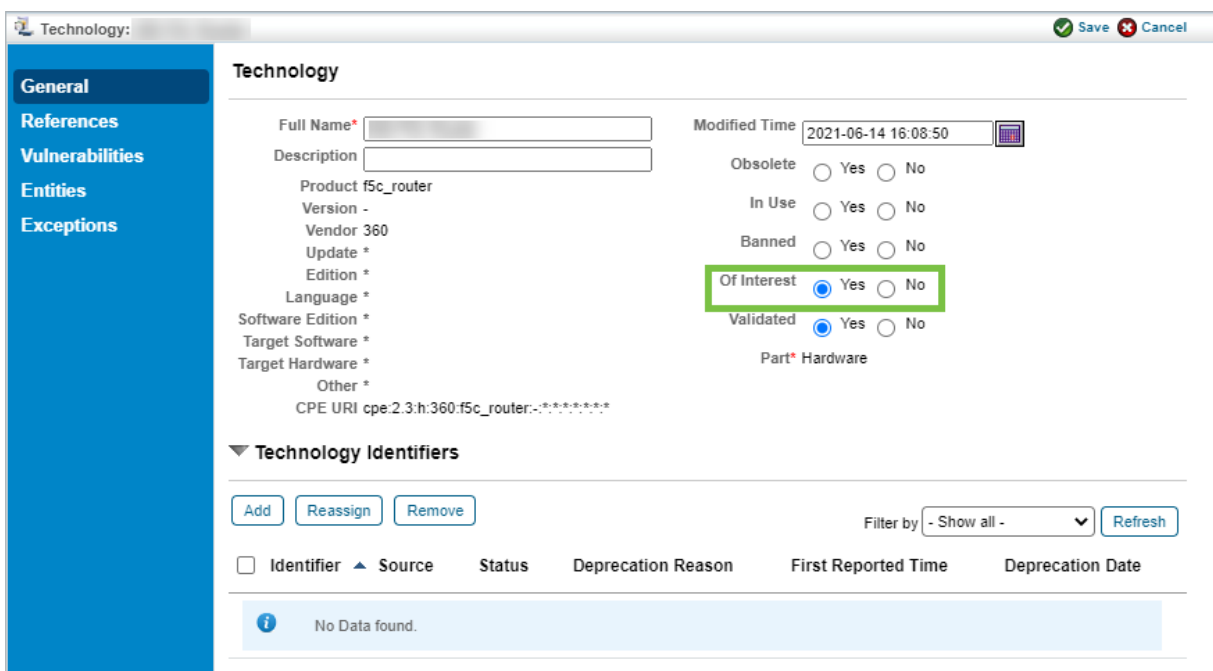 Technology:
Save Cancel
General
References
Vulnerabilities
Entities
Exceptions
Technology
Full Name*
Description
Product f5c_router
Version -
Vendor 360
Update *
Edition *
Language *
Software Edition *
Target Software *
Target Hardware *
Other *
CPE URI cpe:2.3:h:360:f5c_router:-:*:*:*:*:*:*:*
Modified Time 2021-06-14 16:08:50
Obsolete Yes No
In Use Yes No
Banned Yes No
Of Interest Yes No
Validated Yes No
Part* Hardware
Technology Identifiers
Add Reassign Remove
Filter by - Show all - Refresh
Identifier Source Status Deprecation Reason First Reported Time Deprecation Date
No Data found.